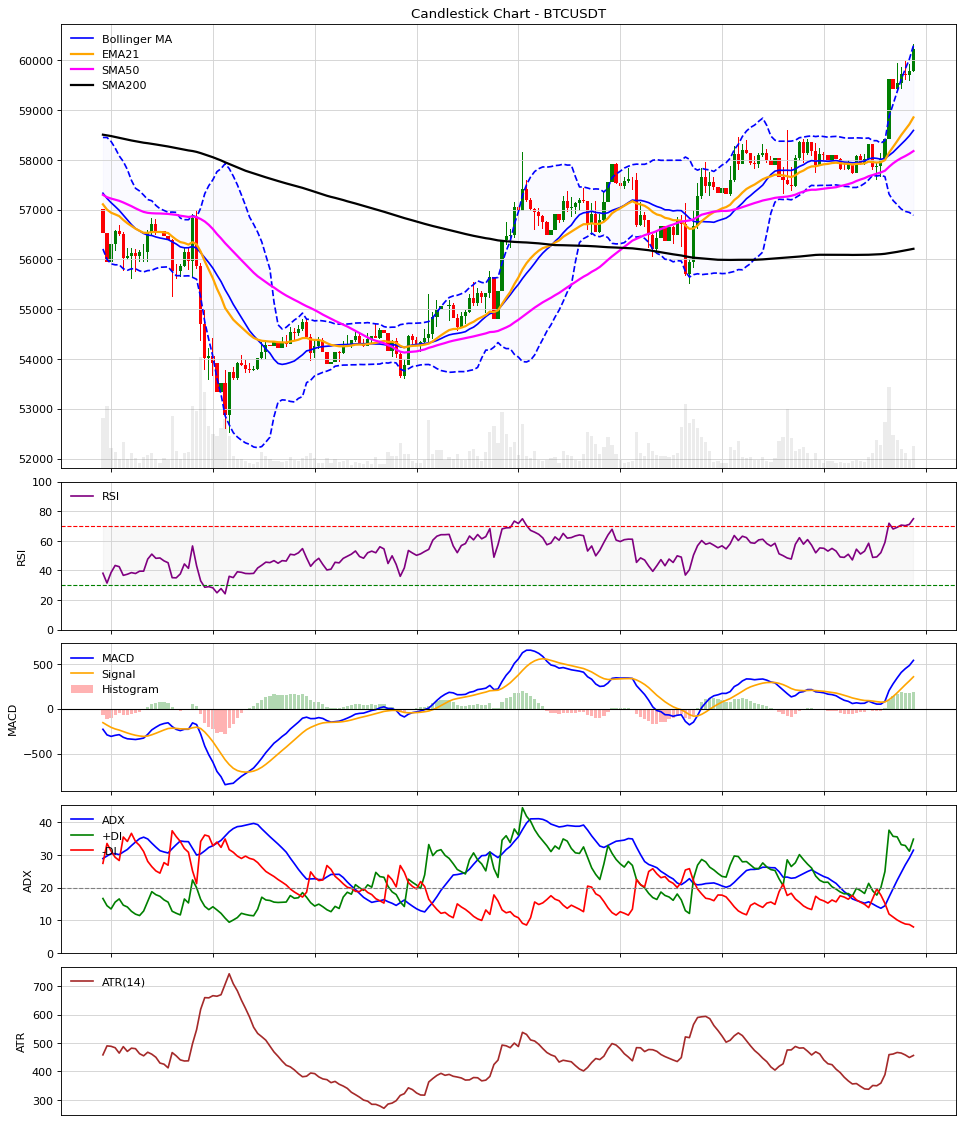 Candlestick Chart - BTCUSDT
Bollinger MA
EMA21
SMA50
SMA200
60000
59000
58000
57000
56000
55000
54000
53000
52000
RSI
RSI
100
80
60
40
20
0
MACD
Signal
Histogram
MACD
500
0
−500
ADX
+DI
-DI
ADX
40
30
20
10
0
ATR(14)
ATR
700
600
500
400
300